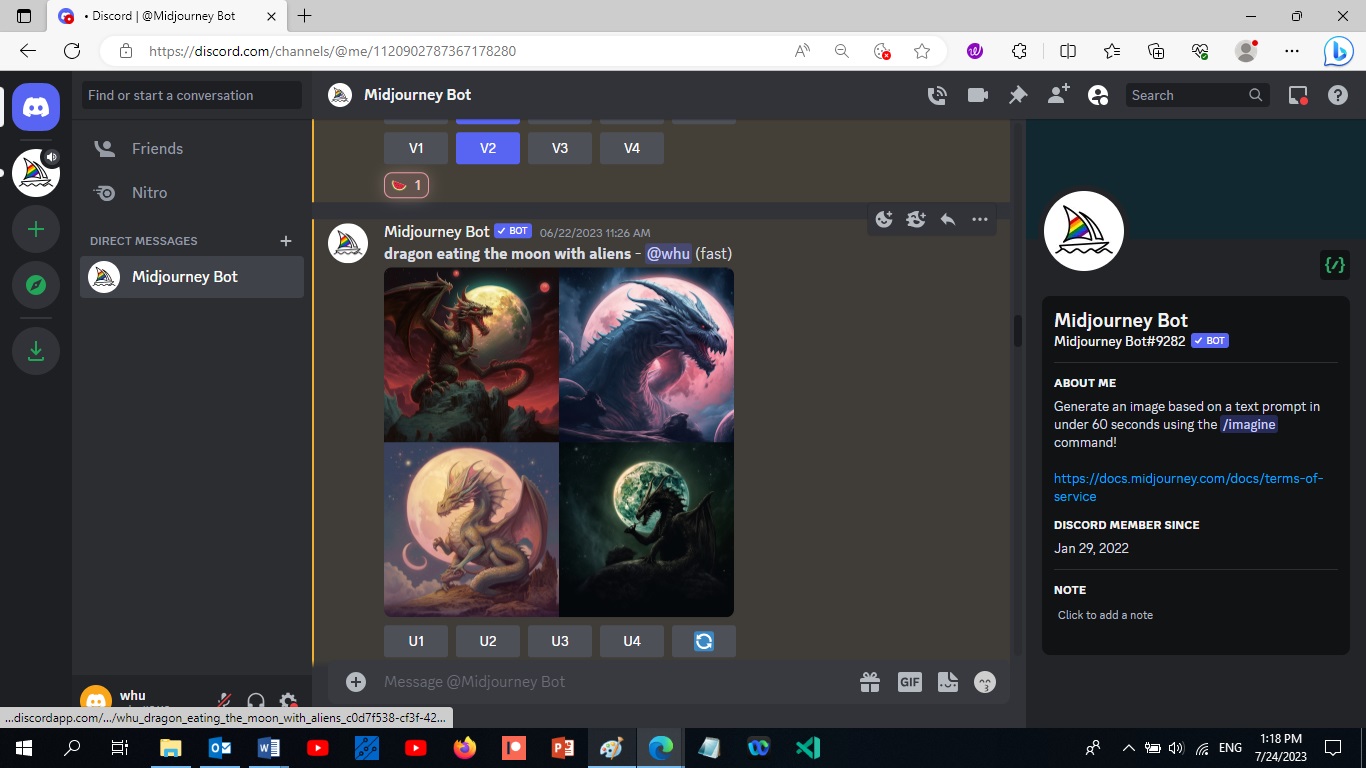 • Discord | @Midjourney Bot
https://discord.com/channels/@me/1120902787367178280
Find or start a conversation
Midjourney Bot
Search
Friends
Nitro
DIRECT MESSAGES
Midjourney Bot
V1 V2 V3 V4
1
Midjourney Bot BOT 06/22/2023 11:26 AM
dragon eating the moon with aliens - @whu (fast)
U1 U2 U3 U4
Message @Midjourney Bot
GIF
Midjourney Bot
Midjourney Bot#9282 BOT
ABOUT ME
Generate an image based on a text prompt in
under 60 seconds using the /imagine
command!
https://docs.midjourney.com/docs/terms-of-
service
DISCORD MEMBER SINCE
Jan 29, 2022
NOTE
Click to add a note
whu
...discordapp.com/.../whu_dragon_eating_the_moon_with_aliens_c0d7f538-cf3f-42...
ENG
1:18 PM
7/24/2023